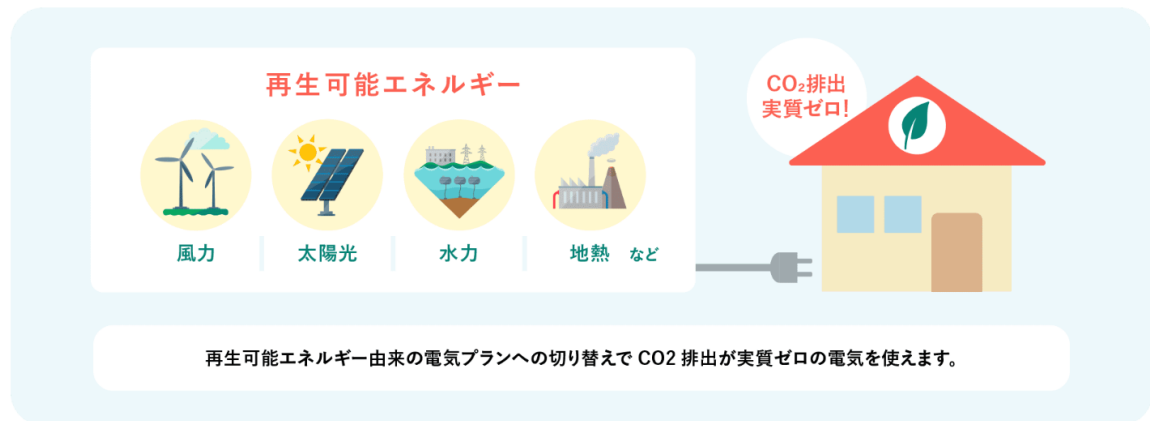 再生可能エネルギー
CO₂排出
実質ゼロ!
風力
太陽光
水力
地熱 など
再生可能エネルギー由来の電気プランへの切り替えで CO2 排出が実質ゼロの電気を使えます。